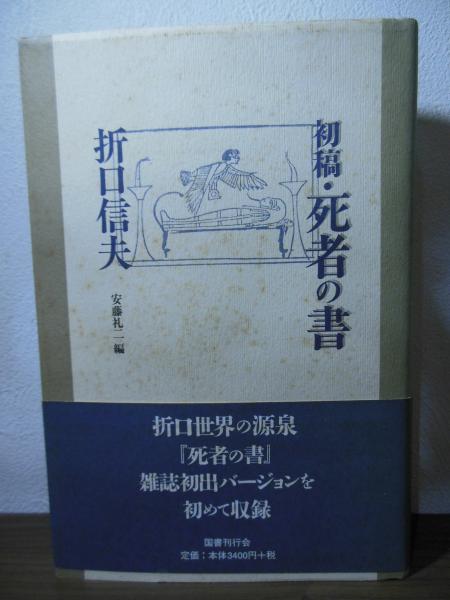 初稿・死者の書
折口信夫
安藤礼二編
折口世界の源泉
『死者の書』
雑誌初出バージョンを
初めて収録
国書刊行会
定価：本体3400円+税